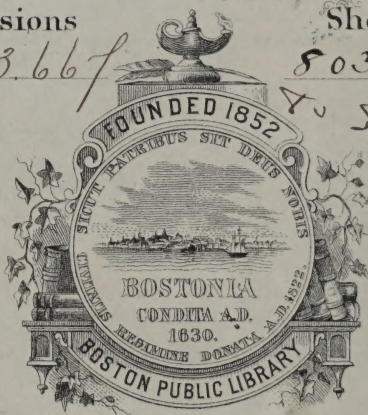 sions
Sh
3.667
803
FOUNDED 1852
SICUT PATRIBUS SIT DEUS NOBIS
BOSTONIA
CONDITA A.D.
1630.
CIVITATIS REGIMINE DONATA A.D. 1822
BOSTON PUBLIC LIBRARY